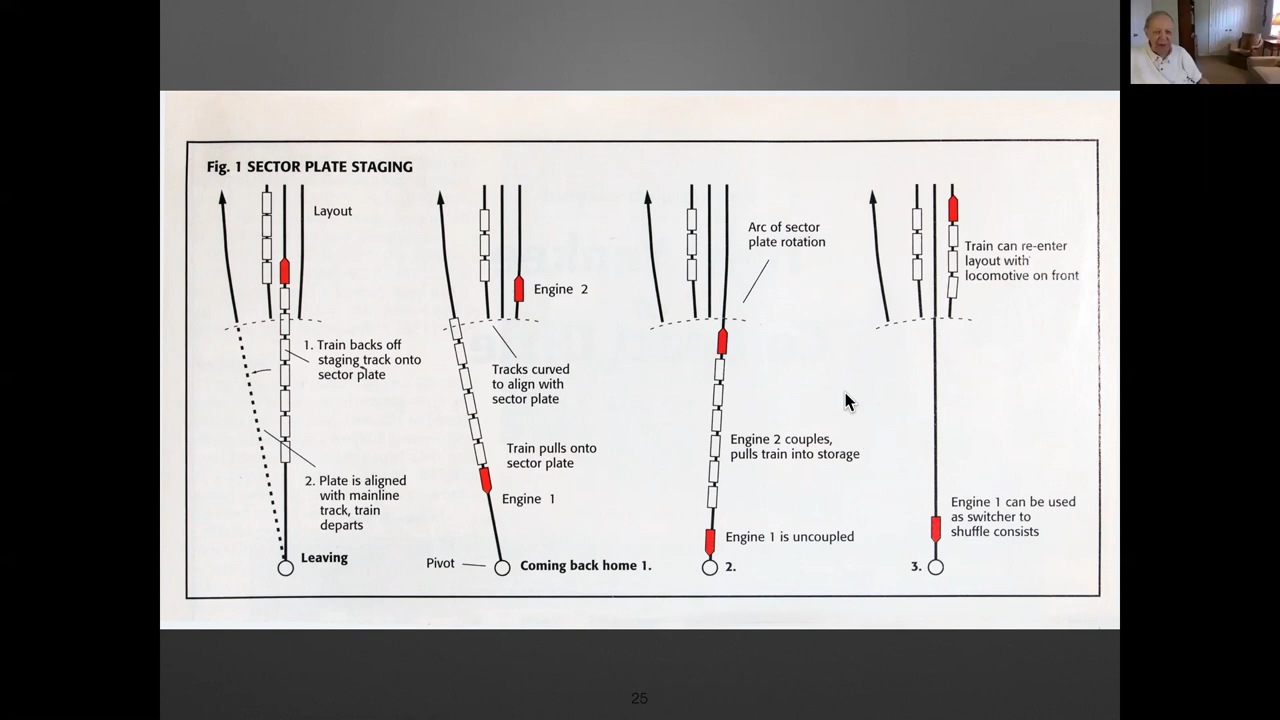 Fig. 1 SECTOR PLATE STAGING
Layout
1. Train backs off
staging track onto
sector plate
2. Plate is aligned
with mainline
track, train
departs
Leaving
Engine 2
Tracks curved
to align with
sector plate
Train pulls onto
sector plate
Engine 1
Pivot
Coming back home 1.
Arc of sector
plate rotation
Engine 2 couples,
pulls train into storage
Engine 1 is uncoupled
2.
Train can re-enter
layout with
locomotive on front
Engine 1 can be used
as switcher to
shuffle consists
3.
25